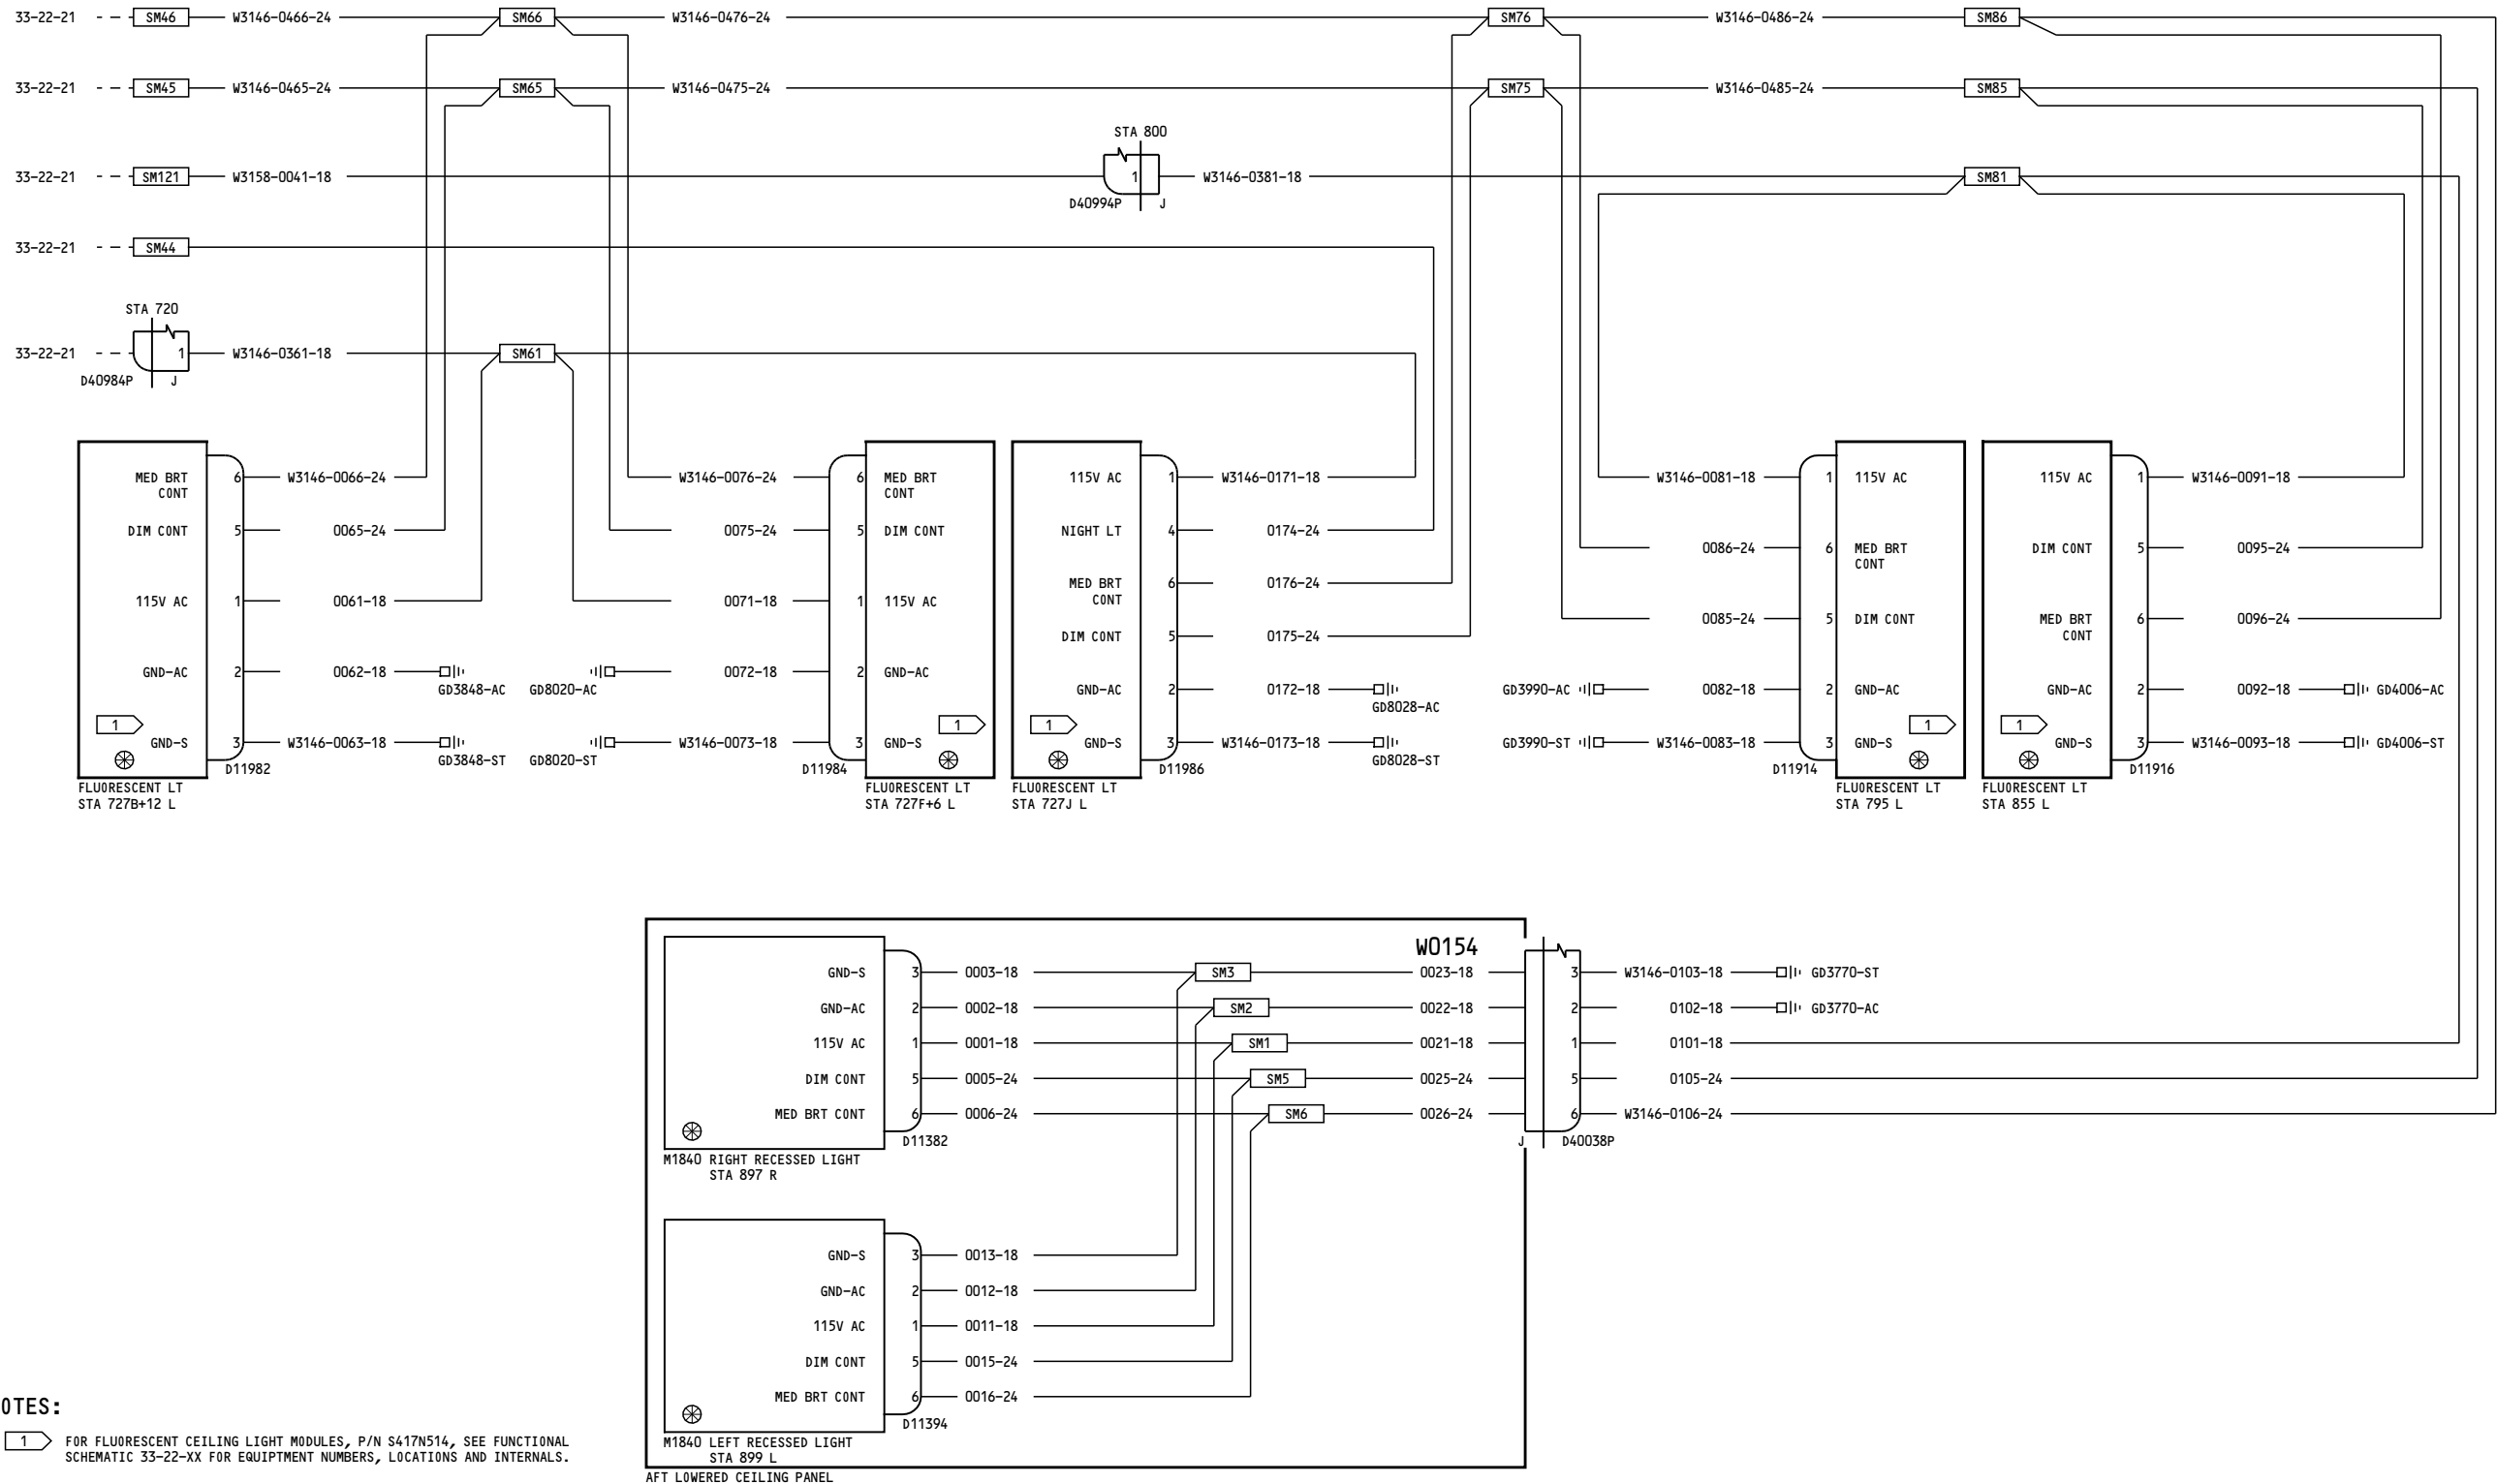 33-22-21 SM46 W3146-0466-24 SM66 W3146-0476-24 SM76 W3146-0486-24 SM86
33-22-21 SM45 W3146-0465-24 SM65 W3146-0475-24 SM75 W3146-0485-24 SM85
STA 800
33-22-21 SM121 W3158-0041-18 1 W3146-0381-18 SM81
D40994P J
33-22-21 SM44
STA 720
33-22-21 1 W3146-0361-18 SM61
D40984P J
MED BRT CONT 6 W3146-0066-24
DIM CONT 5 0065-24
115V AC 1 0061-18
GND-AC 2 0062-18 GD3848-AC
1
GND-S 3 W3146-0063-18 GD3848-ST
D11982
FLUORESCENT LT
STA 727B+12 L
W3146-0076-24 6 MED BRT CONT
0075-24 5 DIM CONT
0071-18 1 115V AC
GD8020-AC 0072-18 2 GND-AC
1
GD8020-ST W3146-0073-18 3 GND-S
D11984
FLUORESCENT LT
STA 727F+6 L
115V AC 1 W3146-0171-18
NIGHT LT 4 0174-24
MED BRT CONT 6 0176-24
DIM CONT 5 0175-24
GND-AC 2 0172-18 GD8028-AC
1
GND-S 3 W3146-0173-18 GD8028-ST
D11986
FLUORESCENT LT
STA 727J L
W3146-0081-18 1 115V AC
0086-24 6 MED BRT CONT
0085-24 5 DIM CONT
GD3990-AC 0082-18 2 GND-AC
1
GD3990-ST W3146-0083-18 3 GND-S
D11914
FLUORESCENT LT
STA 795 L
115V AC 1 W3146-0091-18
DIM CONT 5 0095-24
MED BRT CONT 6 0096-24
GND-AC 2 0092-18 GD4006-AC
1
GND-S 3 W3146-0093-18 GD4006-ST
D11916
FLUORESCENT LT
STA 855 L
W0154
GND-S 3 0003-18 SM3 0023-18 3 W3146-0103-18 GD3770-ST
GND-AC 2 0002-18 SM2 0022-18 2 0102-18 GD3770-AC
115V AC 1 0001-18 SM1 0021-18 1 0101-18
DIM CONT 5 0005-24 SM5 0025-24 5 0105-24
MED BRT CONT 6 0006-24 SM6 0026-24 6 W3146-0106-24
D11382 J D40038P
M1840 RIGHT RECESSED LIGHT
STA 897 R
GND-S 3 0013-18
GND-AC 2 0012-18
115V AC 1 0011-18
DIM CONT 5 0015-24
MED BRT CONT 6 0016-24
D11394
M1840 LEFT RECESSED LIGHT
STA 899 L
AFT LOWERED CEILING PANEL
OTES:
1 FOR FLUORESCENT CEILING LIGHT MODULES, P/N S417N514, SEE FUNCTIONAL
SCHEMATIC 33-22-XX FOR EQUIPTMENT NUMBERS, LOCATIONS AND INTERNALS.